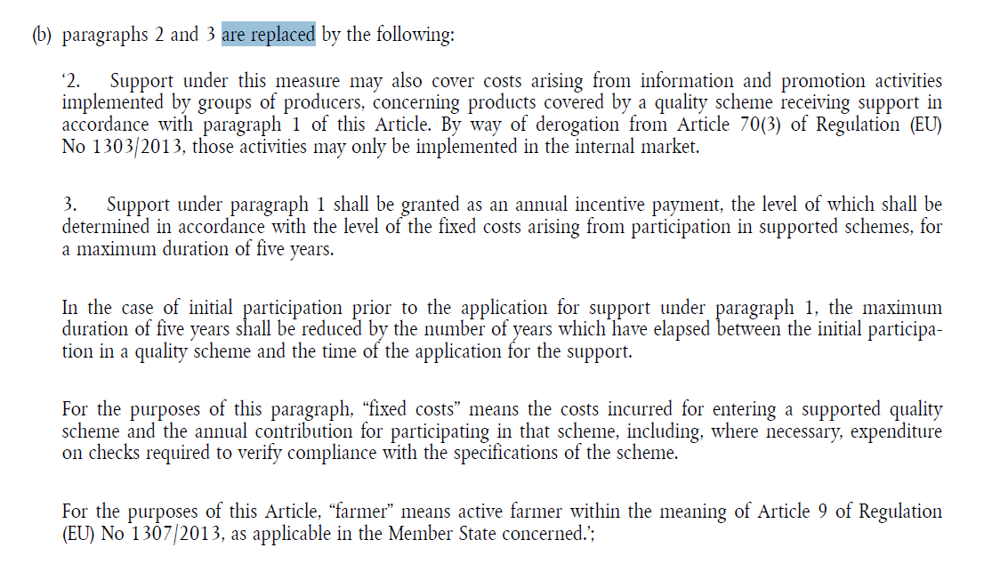 (b) paragraphs 2 and 3 are replaced by the following:
‘2. Support under this measure may also cover costs arising from information and promotion activities
implemented by groups of producers, concerning products covered by a quality scheme receiving support in
accordance with paragraph 1 of this Article. By way of derogation from Article 70(3) of Regulation (EU)
No 1303/2013, those activities may only be implemented in the internal market.
3. Support under paragraph 1 shall be granted as an annual incentive payment, the level of which shall be
determined in accordance with the level of the fixed costs arising from participation in supported schemes, for
a maximum duration of five years.
In the case of initial participation prior to the application for support under paragraph 1, the maximum
duration of five years shall be reduced by the number of years which have elapsed between the initial participa-
tion in a quality scheme and the time of the application for the support.
For the purposes of this paragraph, “fixed costs” means the costs incurred for entering a supported quality
scheme and the annual contribution for participating in that scheme, including, where necessary, expenditure
on checks required to verify compliance with the specifications of the scheme.
For the purposes of this Article, “farmer” means active farmer within the meaning of Article 9 of Regulation
(EU) No 1307/2013, as applicable in the Member State concerned.’;